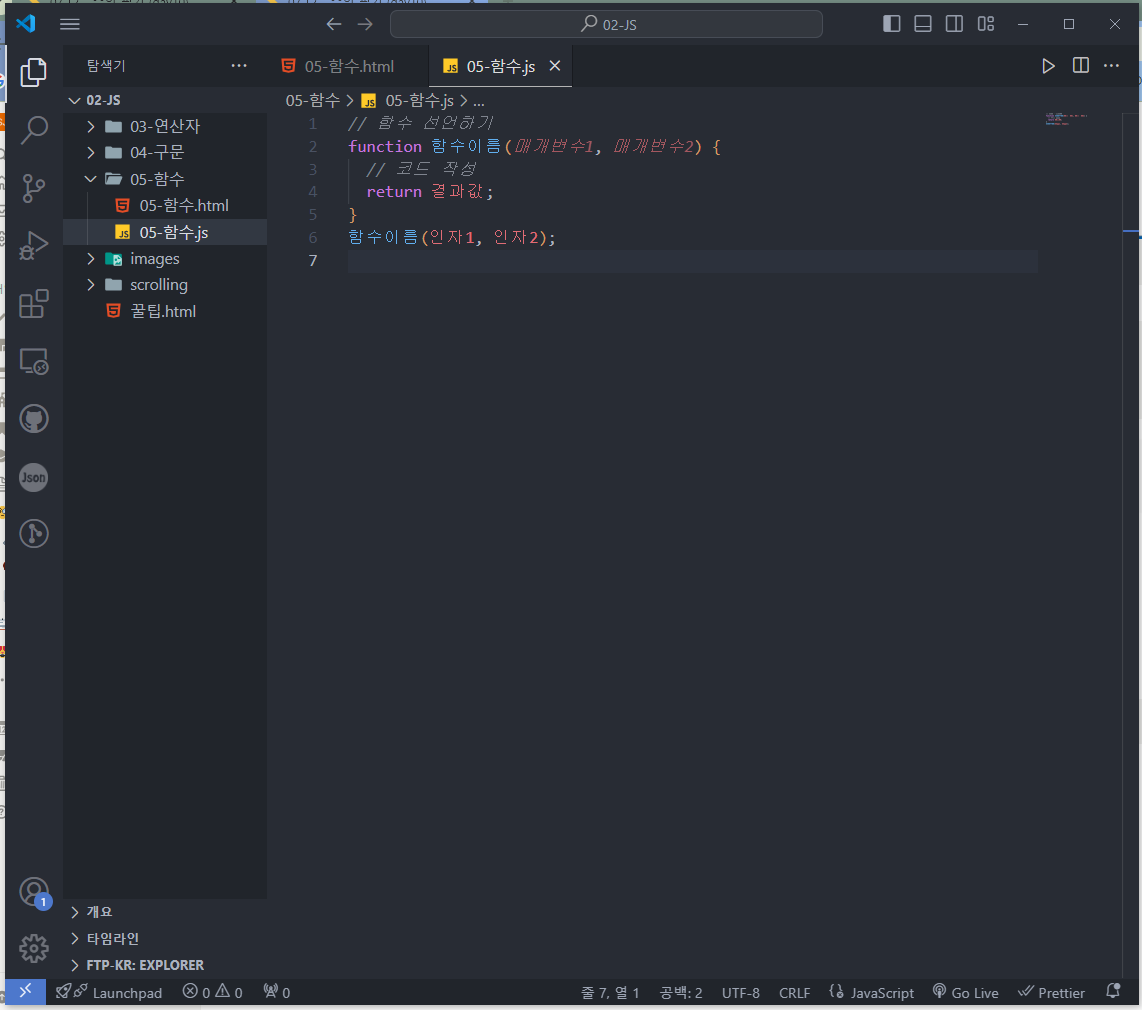 02-JS
탐색기
05-함수.html
05-함수.js
02-JS
03-연산자
04-구문
05-함수
05-함수.html
05-함수.js
images
scrolling
꿀팁.html
05-함수 > 05-함수.js > ...
1 // 함수 선언하기
2 function 함수이름(매개변수1, 매개변수2) {
3 // 코드 작성
4 return 결과값;
5 }
6 함수이름(인자1, 인자2);
7
Json
1
개요
타임라인
FTP-KR: EXPLORER
Launchpad 0 0 0 줄 7, 열 1 공백: 2 UTF-8 CRLF JavaScript Go Live Prettier